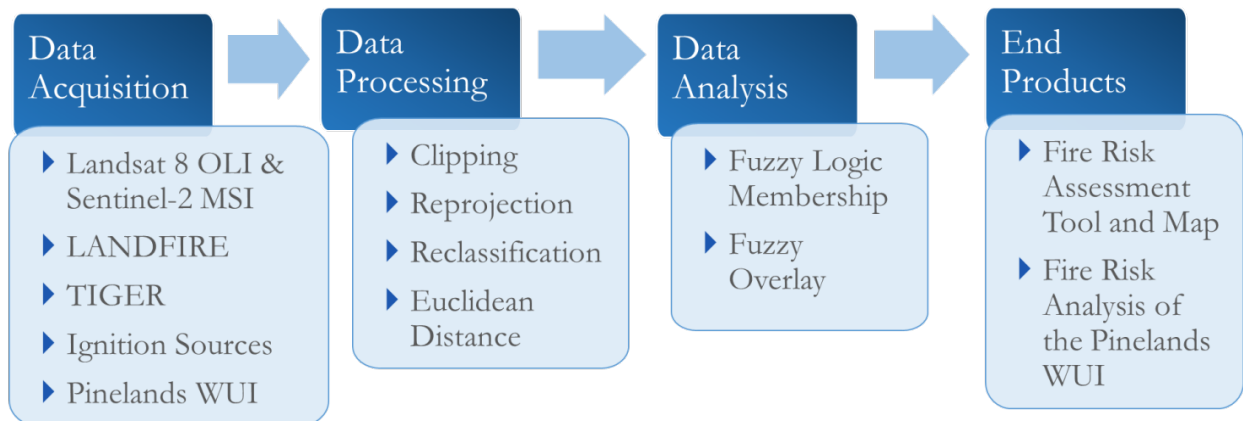 Data
Acquisition
Landsat 8 OLI &
Sentinel-2 MSI
LANDFIRE
TIGER
Ignition Sources
Pinelands WUI
Data
Processing
Clipping
Reprojection
Reclassification
Euclidean
Distance
Data
Analysis
Fuzzy Logic
Membership
Fuzzy
Overlay
End
Products
Fire Risk
Assessment
Tool and Map
Fire Risk
Analysis of
the Pinelands
WUI